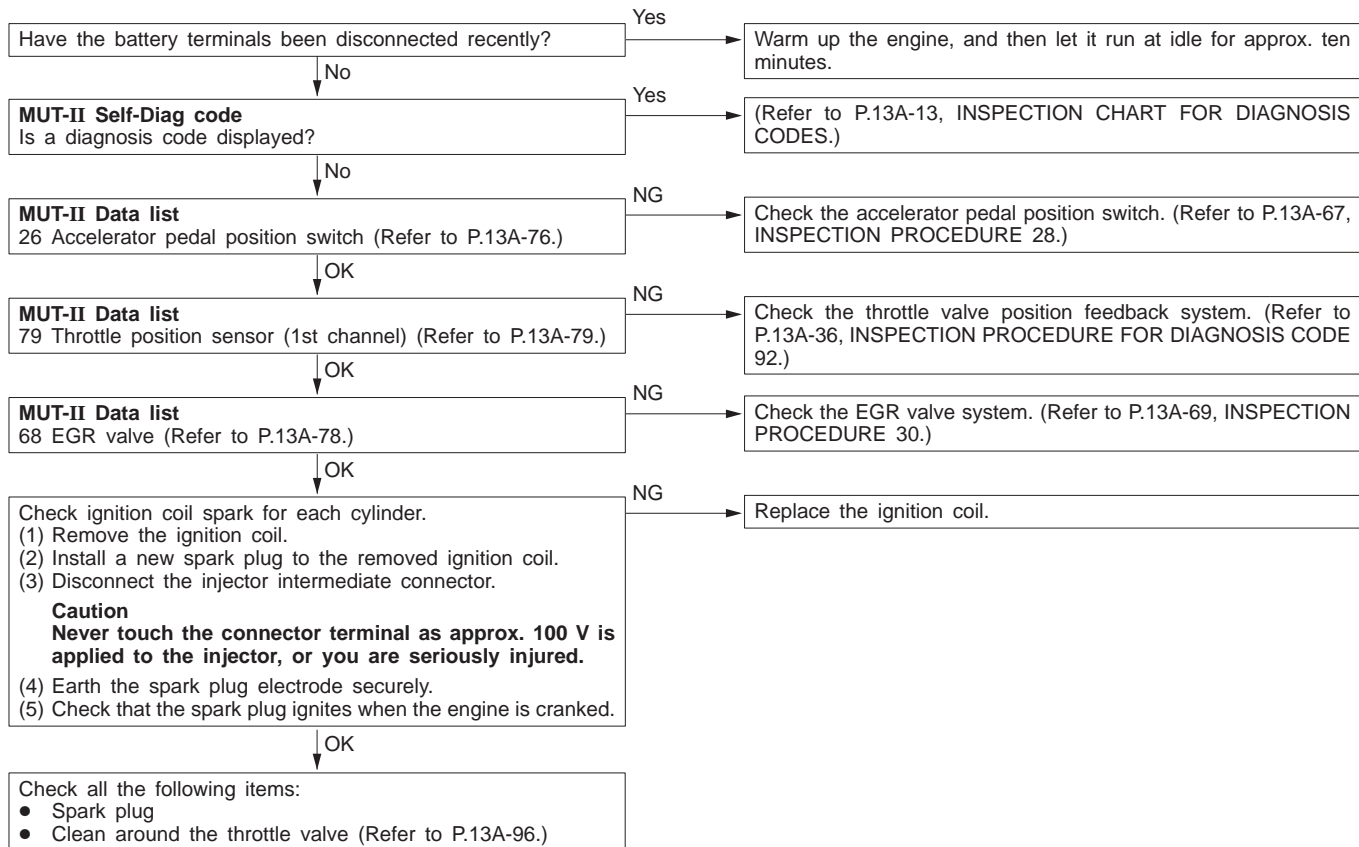 Yes
Have the battery terminals been disconnected recently?
Warm up the engine, and then let it run at idle for approx. ten
minutes.
No
Yes
MUT-II Self-Diag code
Is a diagnosis code displayed?
(Refer to P.13A-13, INSPECTION CHART FOR DIAGNOSIS
CODES.)
No
NG
MUT-II Data list
26 Accelerator pedal position switch (Refer to P.13A-76.)
Check the accelerator pedal position switch. (Refer to P.13A-67,
INSPECTION PROCEDURE 28.)
OK
NG
MUT-II Data list
79 Throttle position sensor (1st channel) (Refer to P.13A-79.)
Check the throttle valve position feedback system. (Refer to
P.13A-36, INSPECTION PROCEDURE FOR DIAGNOSIS CODE
92.)
OK
NG
MUT-II Data list
68 EGR valve (Refer to P.13A-78.)
Check the EGR valve system. (Refer to P.13A-69, INSPECTION
PROCEDURE 30.)
OK
NG
Check ignition coil spark for each cylinder.
(1) Remove the ignition coil.
(2) Install a new spark plug to the removed ignition coil.
(3) Disconnect the injector intermediate connector.
Caution
Never touch the connector terminal as approx. 100 V is
applied to the injector, or you are seriously injured.
(4) Earth the spark plug electrode securely.
(5) Check that the spark plug ignites when the engine is cranked.
Replace the ignition coil.
OK
Check all the following items:
● Spark plug
● Clean around the throttle valve (Refer to P.13A-96.)